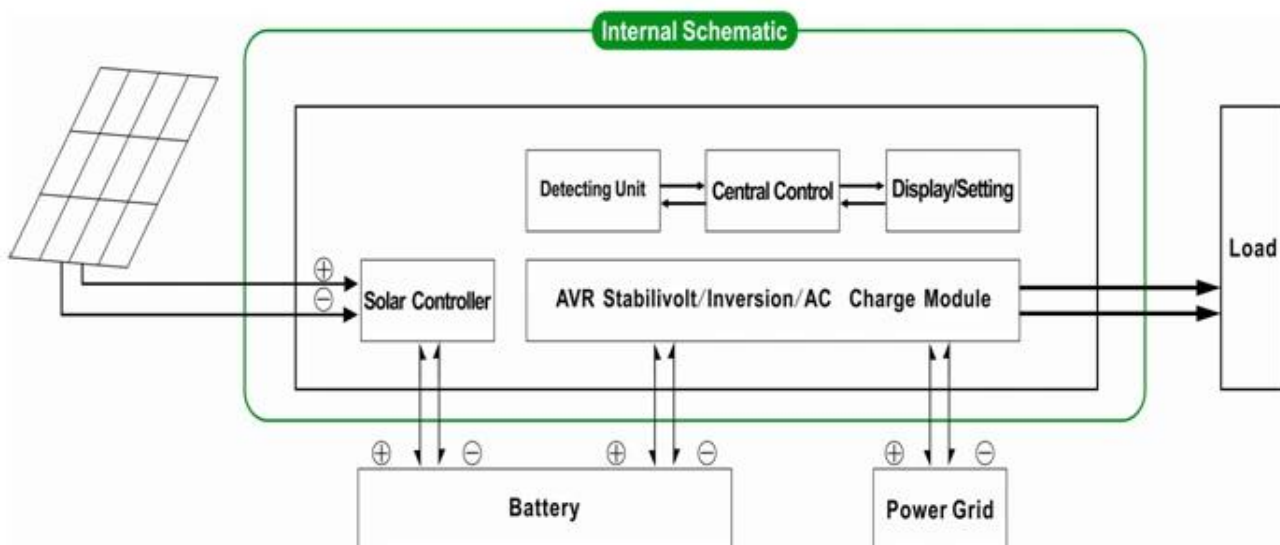 Internal Schematic
Detecting Unit
Central Control
Display/Setting
Load
⊕
⊖
Solar Controller
AVR Stabilivolt/Inversion/AC Charge Module
⊕ ⊖ ⊕ ⊖ ⊕ ⊖
Battery
Power Grid